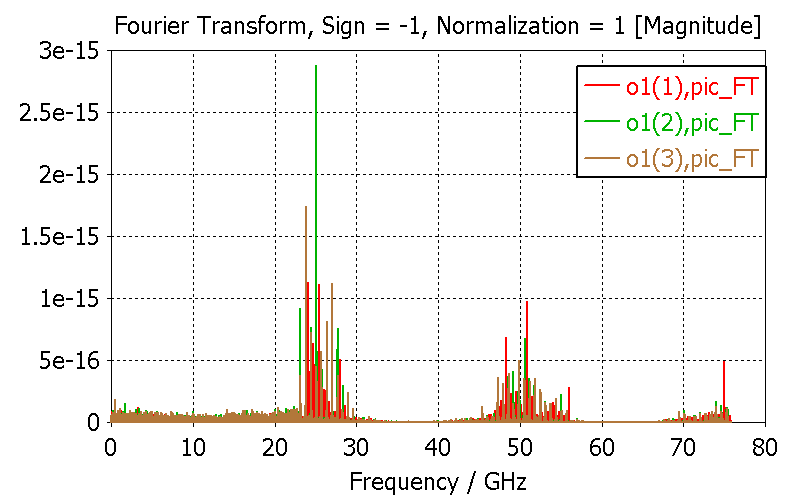 Fourier Transform, Sign = -1, Normalization = 1 [Magnitude]
3e-15
2.5e-15
2e-15
1.5e-15
1e-15
5e-16
0
o1(1),pic_FT
o1(2),pic_FT
o1(3),pic_FT
0 10 20 30 40 50 60 70 80
Frequency / GHz